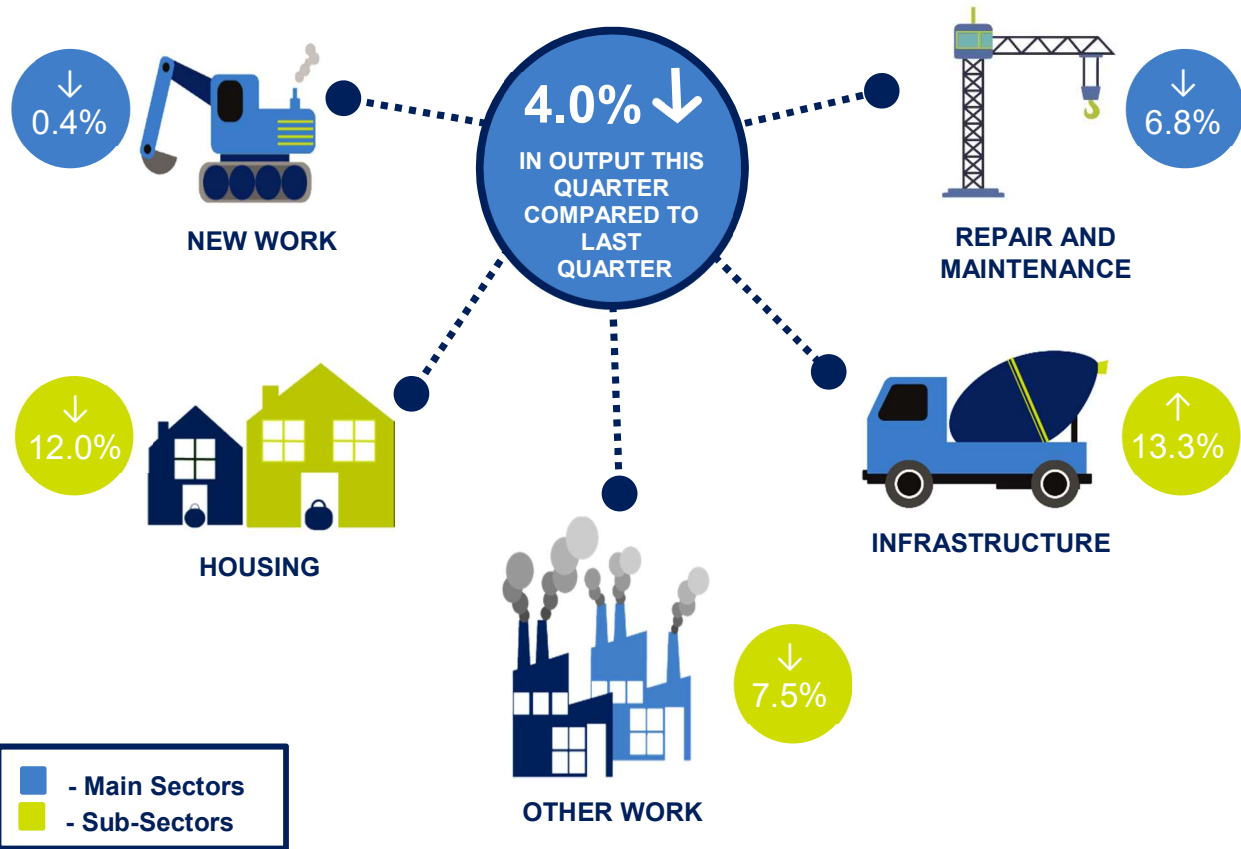 ↓
0.4%
NEW WORK
4.0% ↓
IN OUTPUT THIS
QUARTER
COMPARED TO
LAST
QUARTER
↓
6.8%
REPAIR AND
MAINTENANCE
↓
12.0%
HOUSING
↑
13.3%
INFRASTRUCTURE
↓
7.5%
OTHER WORK
- Main Sectors
- Sub-Sectors